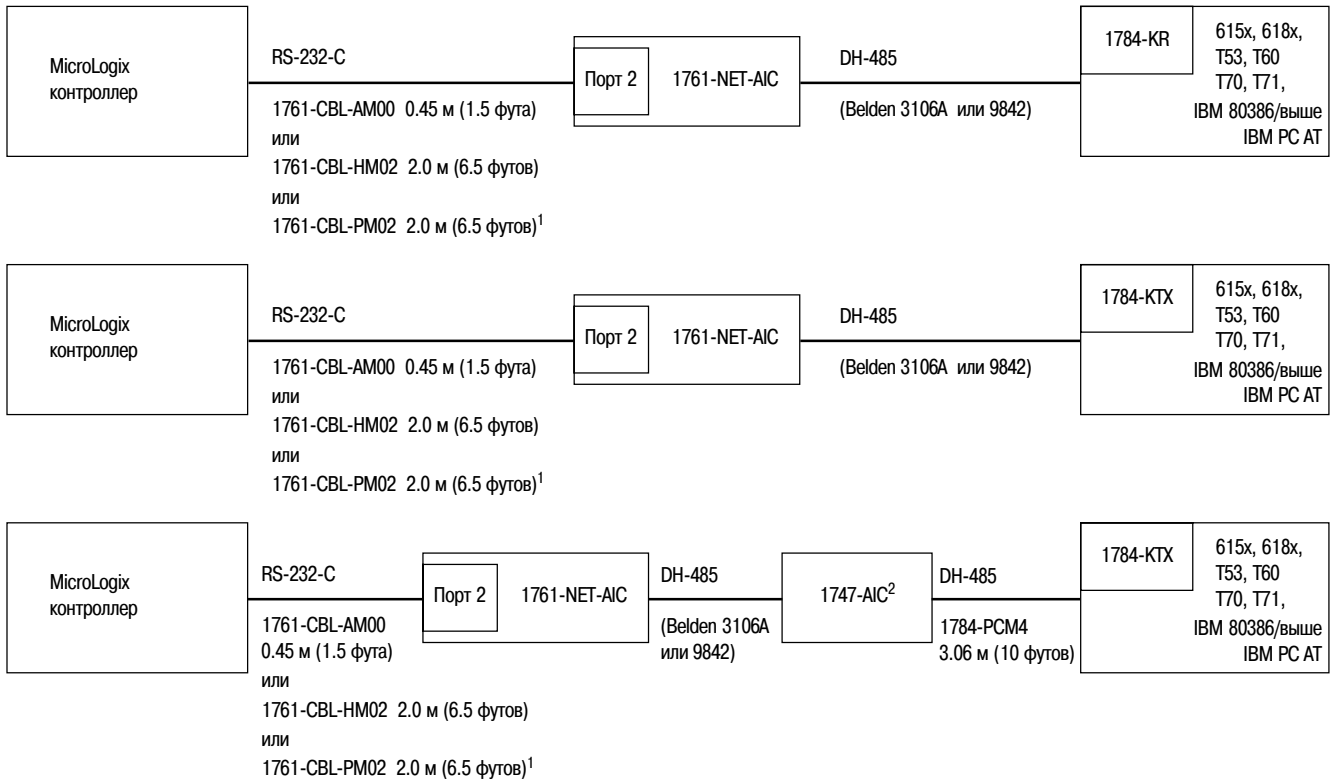 MicroLogix
контроллер
RS-232-C
1761-CBL-AM00 0.45 м (1.5 фута)
или
1761-CBL-HM02 2.0 м (6.5 футов)
или
1761-CBL-PM02 2.0 м (6.5 футов)1
Порт 2
1761-NET-AIC
DH-485
(Belden 3106A или 9842)
1784-KR
615x, 618x,
T53, T60
T70, T71,
IBM 80386/выше
IBM PC AT
MicroLogix
контроллер
RS-232-C
1761-CBL-AM00 0.45 м (1.5 фута)
или
1761-CBL-HM02 2.0 м (6.5 футов)
или
1761-CBL-PM02 2.0 м (6.5 футов)1
Порт 2
1761-NET-AIC
DH-485
(Belden 3106A или 9842)
1784-KTX
615x, 618x,
T53, T60
T70, T71,
IBM 80386/выше
IBM PC AT
MicroLogix
контроллер
RS-232-C
1761-CBL-AM00
0.45 м (1.5 фута)
или
1761-CBL-HM02 2.0 м (6.5 футов)
или
1761-CBL-PM02 2.0 м (6.5 футов)1
Порт 2
1761-NET-AIC
DH-485
(Belden 3106A
или 9842)
1747-AIC2
DH-485
1784-PCM4
3.06 м (10 футов)
1784-KTX
615x, 618x,
T53, T60
T70, T71,
IBM 80386/выше
IBM PC AT